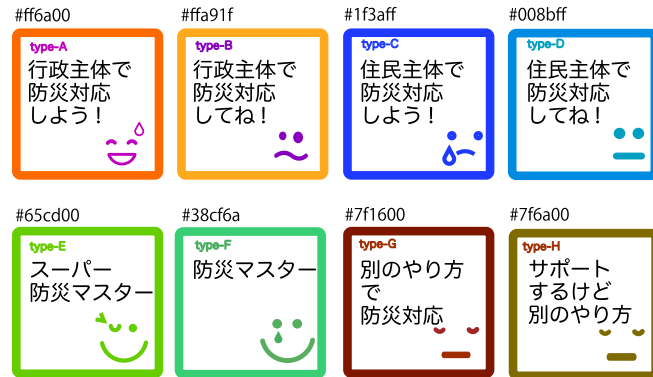 #ff6a00
#ffa91f
#1f3aff
#008bff
type-A
行政主体で
防災対応
しよう！
type-B
行政主体で
防災対応
してね！
type-C
住民主体で
防災対応
しよう！
type-D
住民主体で
防災対応
してね！
#65cd00
#38cf6a
#7f1600
#7f6a00
type-E
スーパー
防災マスター
type-F
防災マスター
type-G
別のやり方
で
防災対応
type-H
サポート
するけど
別のやり方